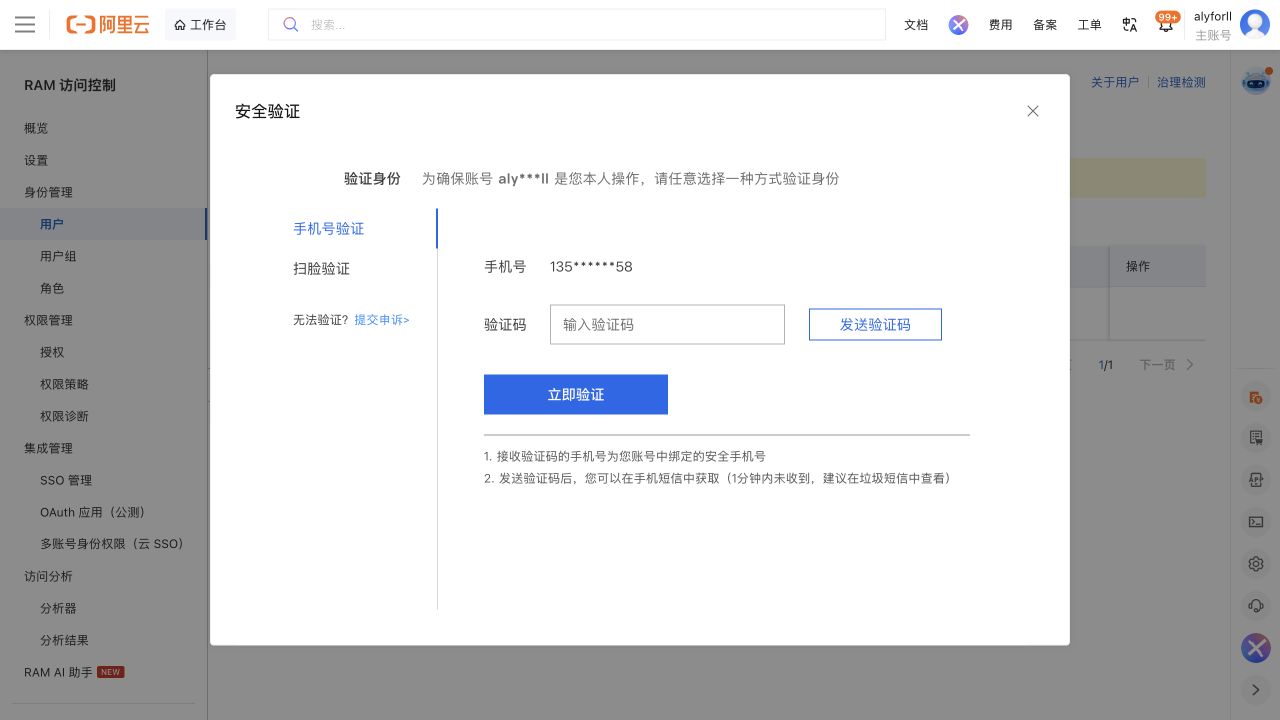 阿里云
工作台
搜索...
文档
费用
备案
工单
99+
alyforll
主账号
RAM 访问控制
概览
设置
身份管理
用户
用户组
角色
权限管理
授权
权限策略
权限诊断
集成管理
SSO 管理
OAuth 应用（公测）
多账号身份权限（云 SSO）
访问分析
分析器
分析结果
RAM AI 助手 NEW
关于用户
治理检测
操作
1/1
下一页
安全验证
验证身份 为确保账号 aly***ll 是您本人操作，请任意选择一种方式验证身份
手机号验证
扫脸验证
无法验证？提交申诉>
手机号 135******58
验证码 输入验证码 发送验证码
立即验证
1. 接收验证码的手机号为您账号中绑定的安全手机号
2. 发送验证码后，您可以在手机短信中获取（1分钟内未收到，建议在垃圾短信中查看）